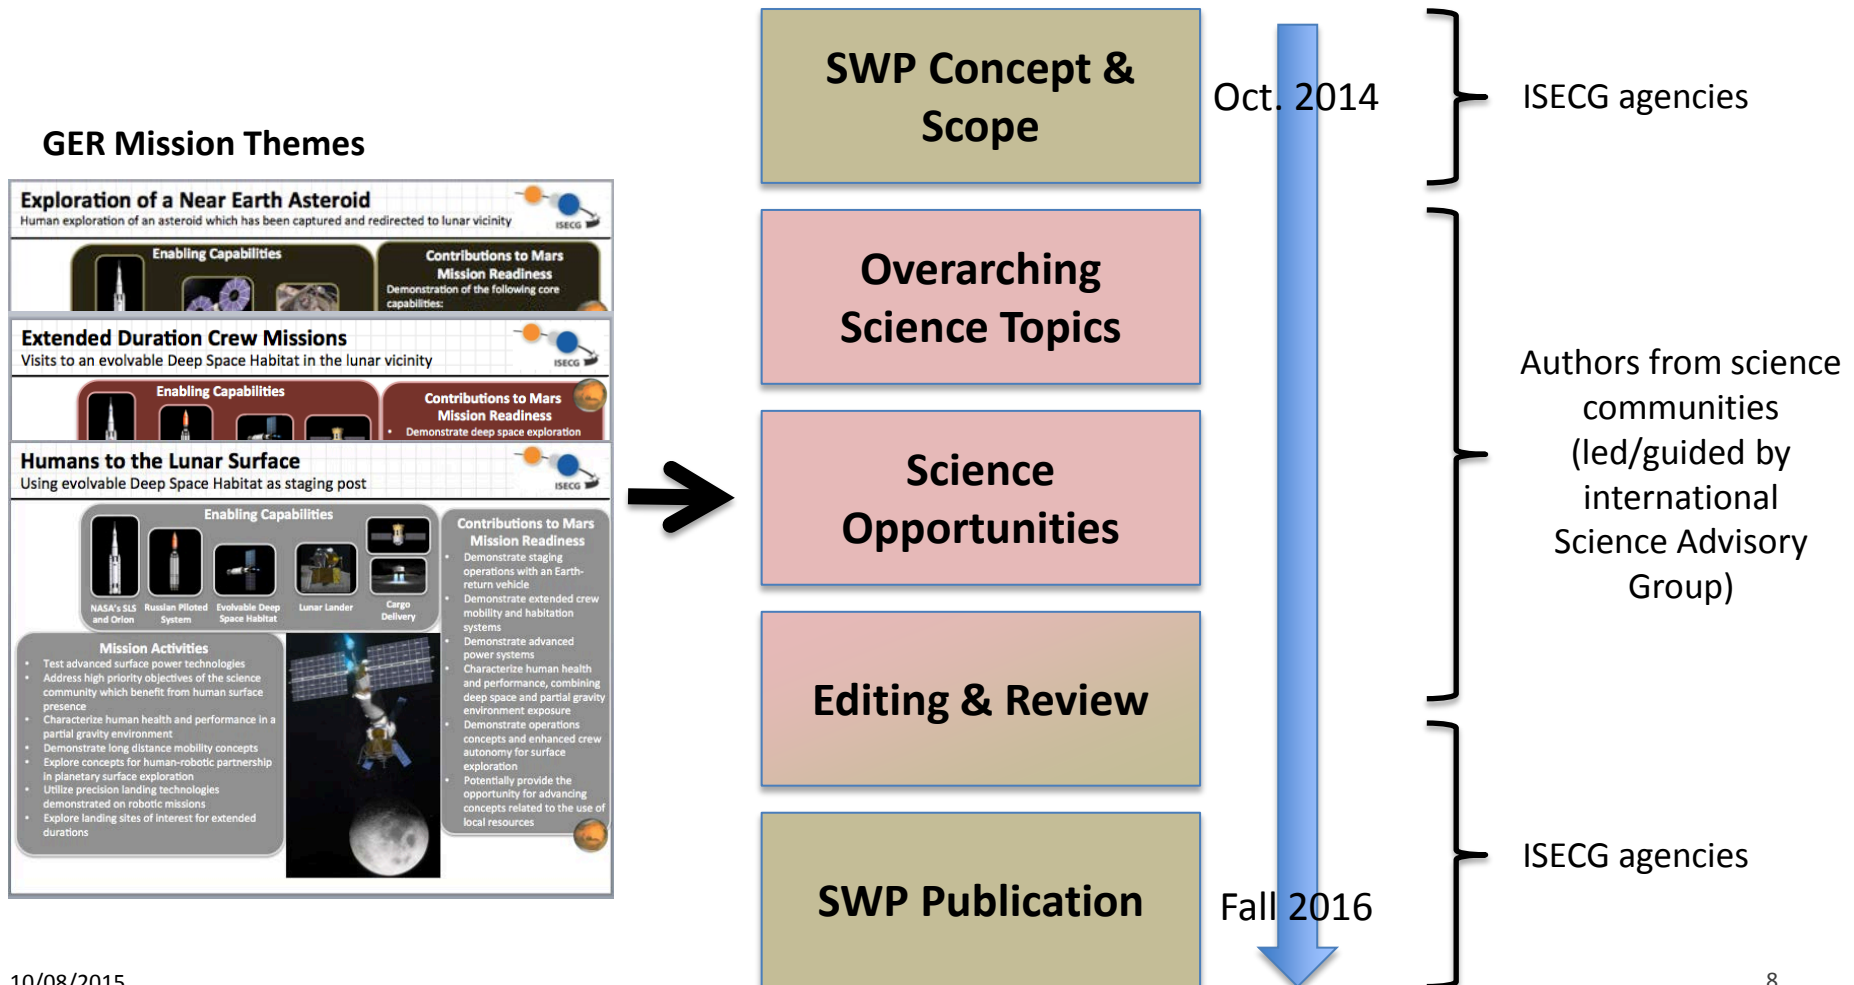 GER Mission Themes
Exploration of a Near Earth Asteroid
Human exploration of an asteroid which has been captured and redirected to lunar vicinity
ISECG
Enabling Capabilities
Contributions to Mars
Mission Readiness
Demonstration of the following core
capabilities:
Extended Duration Crew Missions
Visits to an evolvable Deep Space Habitat in the lunar vicinity
ISECG
Enabling Capabilities
Contributions to Mars
Mission Readiness
• Demonstrate deep space exploration
Humans to the Lunar Surface
Using evolvable Deep Space Habitat as staging post
ISECG
Enabling Capabilities
NASA's SLS
and Orion
Russian Piloted
System
Evolvable Deep
Space Habitat
Lunar Lander
Cargo
Delivery
Contributions to Mars
Mission Readiness
• Demonstrate staging
operations with an Earth-
return vehicle
• Demonstrate extended crew
mobility and habitation
systems
• Demonstrate advanced
power systems
• Characterize human health
and performance, combining
deep space and partial gravity
environment exposure
• Demonstrate operations
concepts and enhanced crew
autonomy for surface
exploration
• Potentially provide the
opportunity for advancing
concepts related to the use of
local resources
Mission Activities
• Test advanced surface power technologies
• Address high priority objectives of the science
community which benefit from human surface
presence
• Characterize human health and performance in a
partial gravity environment
• Demonstrate long distance mobility concepts
• Explore concepts for human-robotic partnership
in planetary surface exploration
• Utilize precision landing technologies
demonstrated on robotic missions
• Explore landing sites of interest for extended
durations
SWP Concept &
Scope
Overarching
Science Topics
Science
Opportunities
Editing & Review
SWP Publication
Oct. 2014
Fall 2016
ISECG agencies
Authors from science
communities
(led/guided by
international
Science Advisory
Group)
ISECG agencies
10/08/2015
8